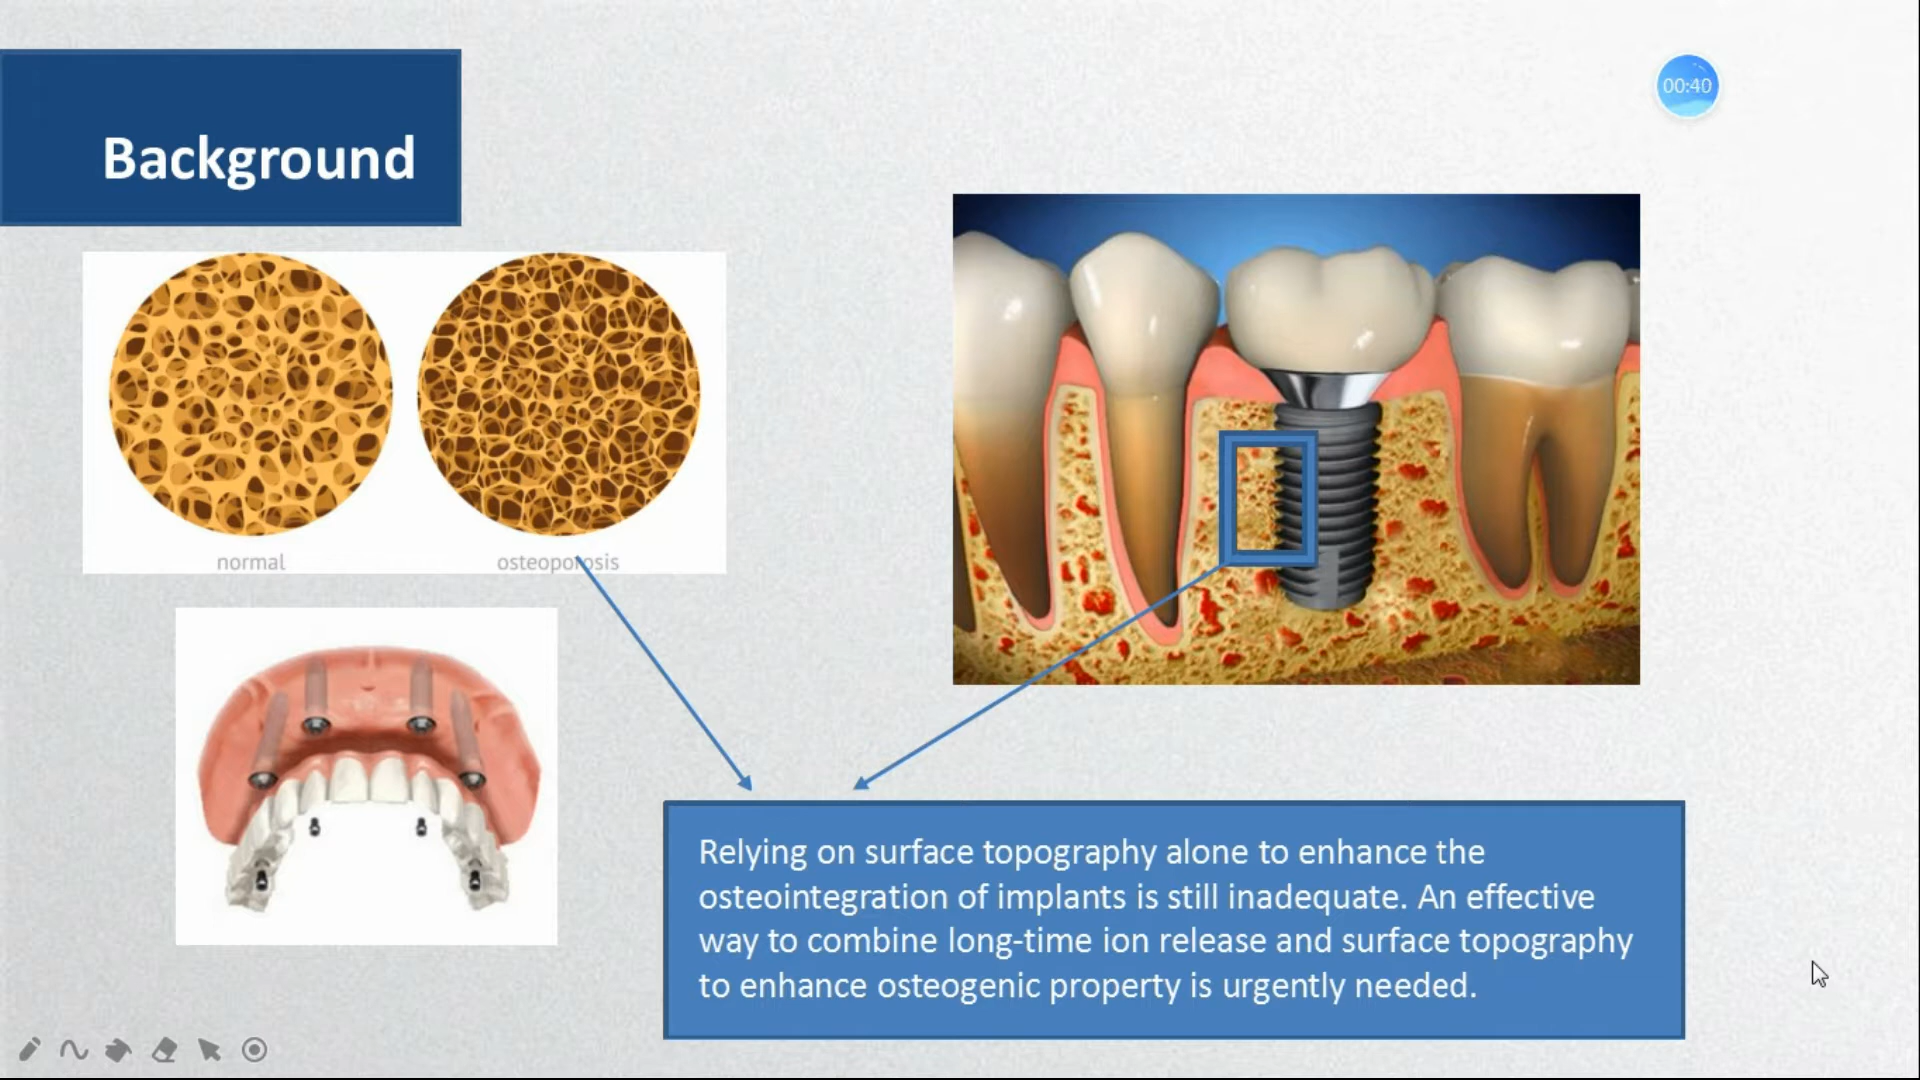 00:40
Background
normal
osteoporosis
Relying on surface topography alone to enhance the
osteointegration of implants is still inadequate. An effective
way to combine long-time ion release and surface topography
to enhance osteogenic property is urgently needed.